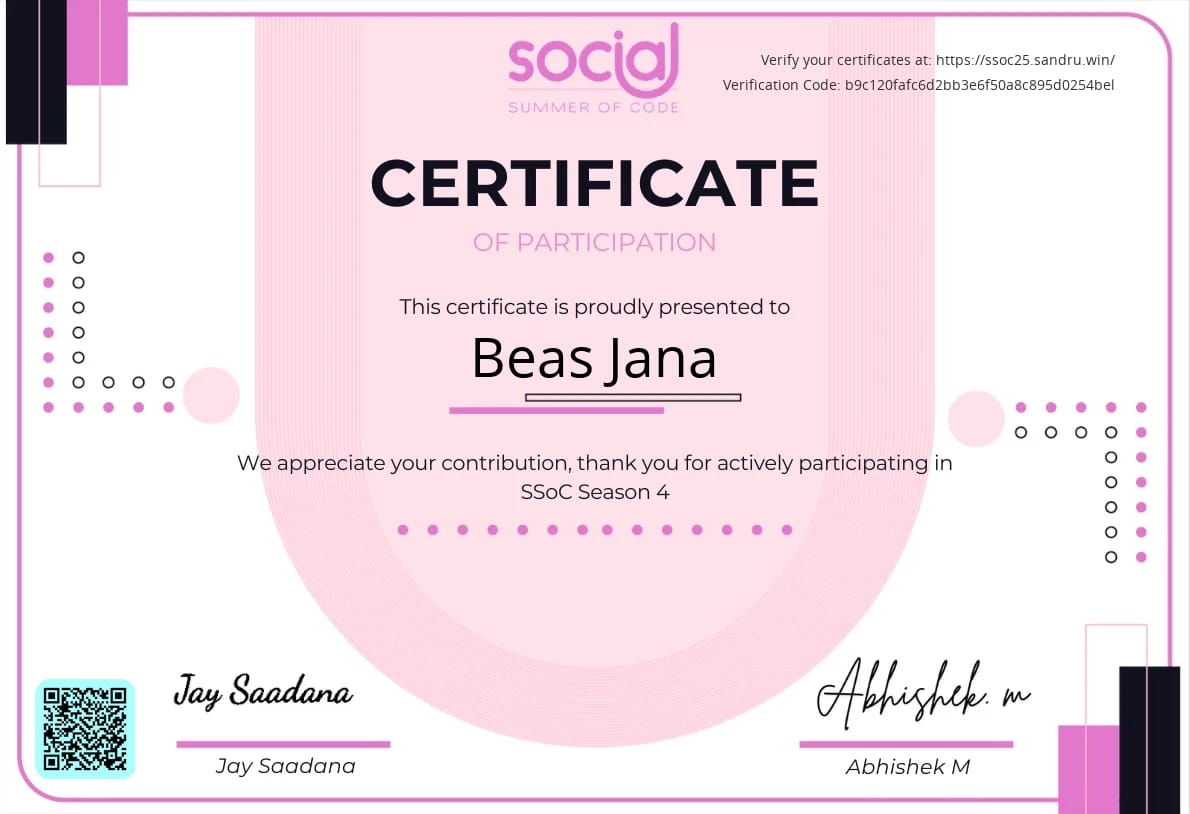 social
SUMMER OF CODE
Verify your certificates at: https://ssoc25.sandru.win/
Verification Code: b9c120fafc6d2bb3e6f50a8c895d0254bel
CERTIFICATE
OF PARTICIPATION
This certificate is proudly presented to
Beas Jana
We appreciate your contribution, thank you for actively participating in
SSoC Season 4
Jay Saadana
Abhishek. m
Jay Saadana
Abhishek M